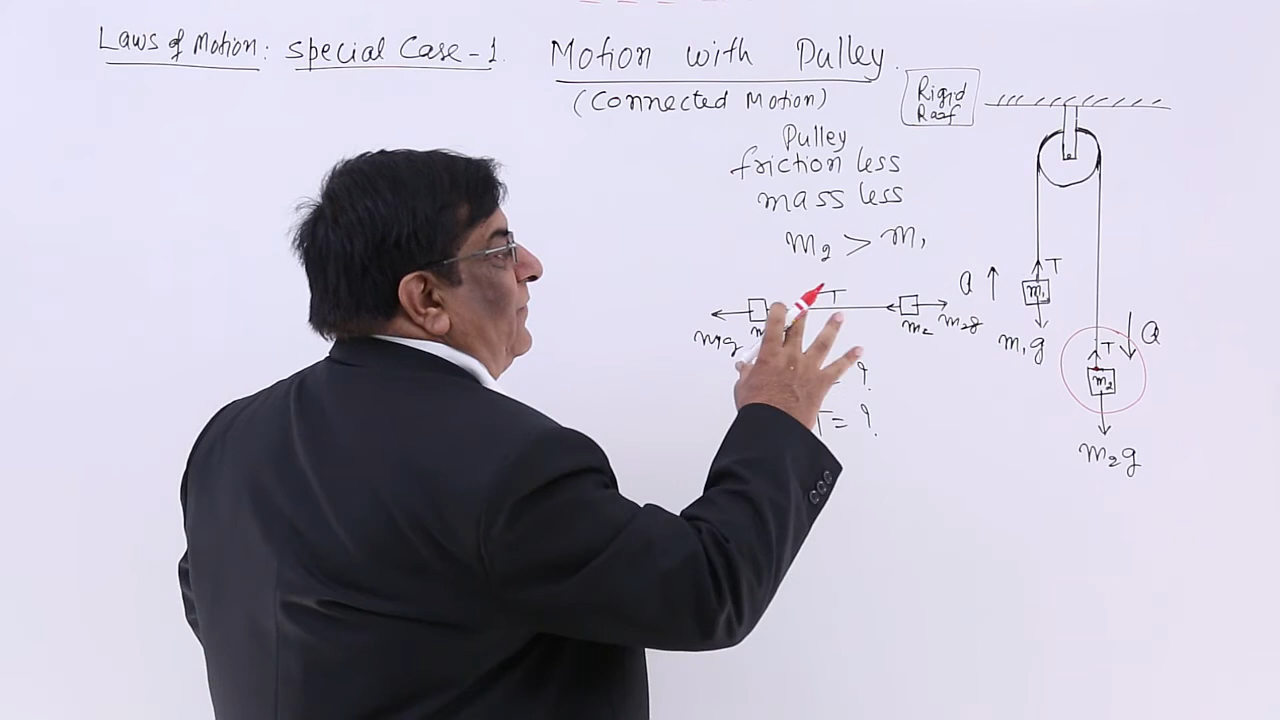 Laws of Motion: Special Case-1. Motion with Pulley.
(Connected Motion)
Rigid
Roof
Pulley
friction less
mass less
m2 > m1
T
m1g
m2
m2g
= ?
T = ?
a
T
m1
m1g
T
a
m2
m2g